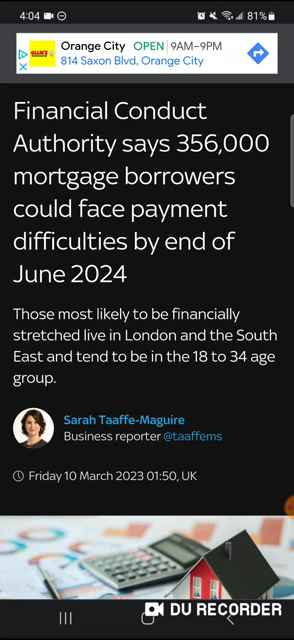 4:04
81%
Orange City OPEN 9AM–9PM
814 Saxon Blvd, Orange City
Financial Conduct
Authority says 356,000
mortgage borrowers
could face payment
difficulties by end of
June 2024
Those most likely to be financially
stretched live in London and the South
East and tend to be in the 18 to 34 age
group.
Sarah Taaffe-Maguire
Business reporter @taaffems
Friday 10 March 2023 01:50, UK
DU RECORDER